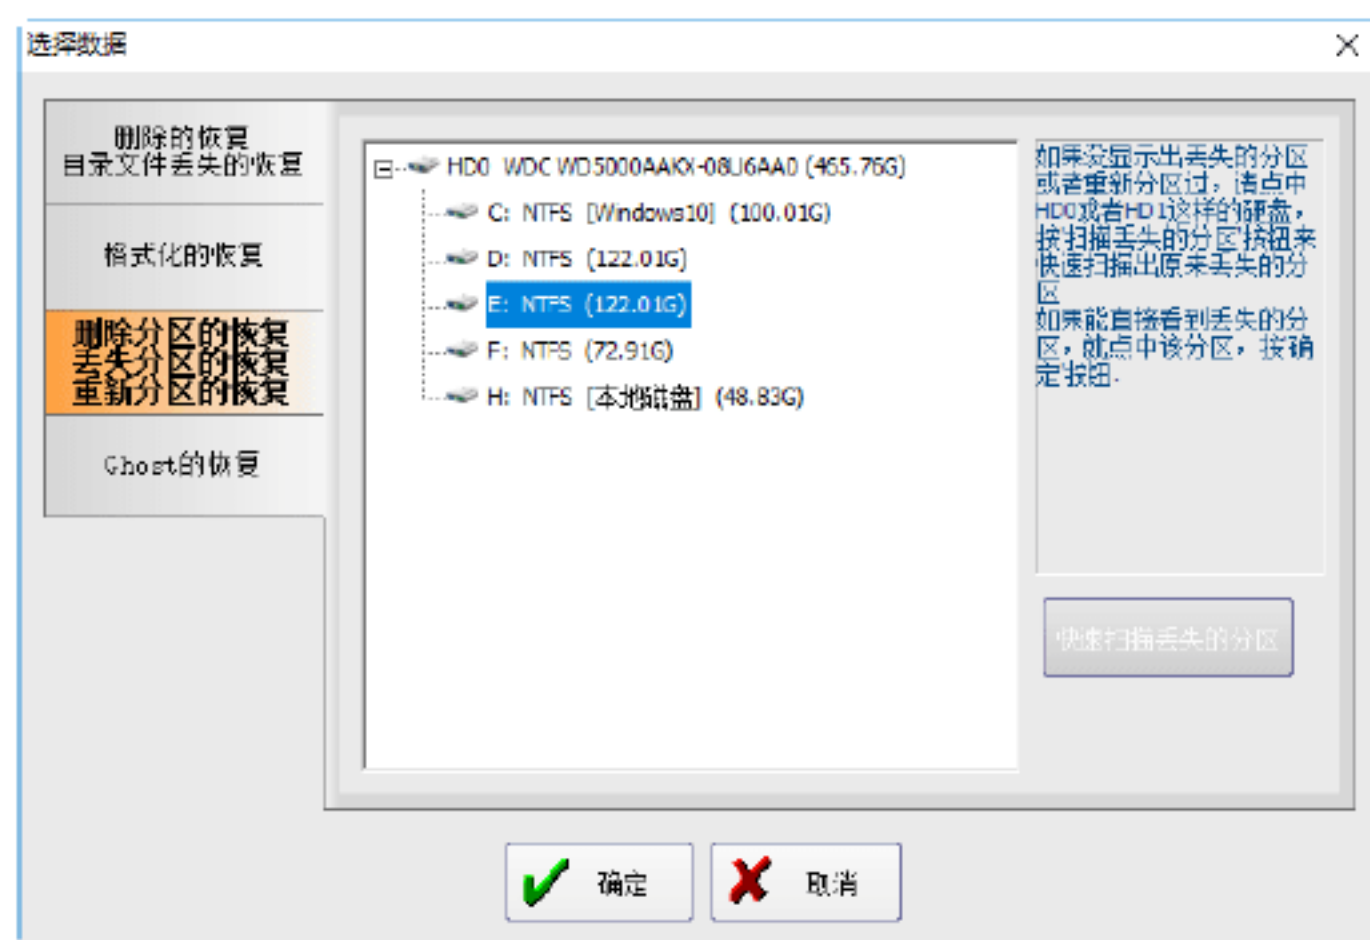 选择数据
删除的恢复
目录文件丢失的恢复
格式化的恢复
删除分区的恢复
丢失分区的恢复
重新分区的恢复
Ghost的恢复
HD0 WDC WD5000AAKX-08U6AA0 (465.76G)
C: NTFS [Windows10] (100.01G)
D: NTFS (122.01G)
E: NTFS (122.01G)
F: NTFS (72.91G)
H: NTFS [本地磁盘] (48.83G)
如果没显示出丢失的分区
或者重新分区过，请点中
HD0或者HD1这样的硬盘，
按'扫描丢失的分区'按钮来
快速扫描出原来丢失的分
区
如果能直接看到丢失的分
区，就点中该分区，按'确
定'按钮.
快速扫描丢失的分区
确定
取消